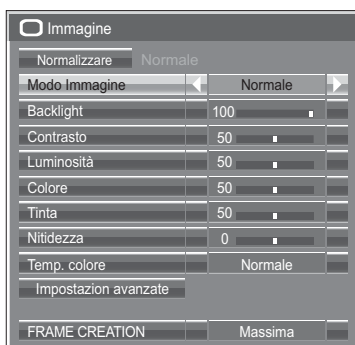 Immagine
Normalizzare Normale
Modo Immagine Normale
Backlight 100
Contrasto 50
Luminosità 50
Colore 50
Tinta 50
Nitidezza 0
Temp. colore Normale
Impostazion avanzate
FRAME CREATION Massima